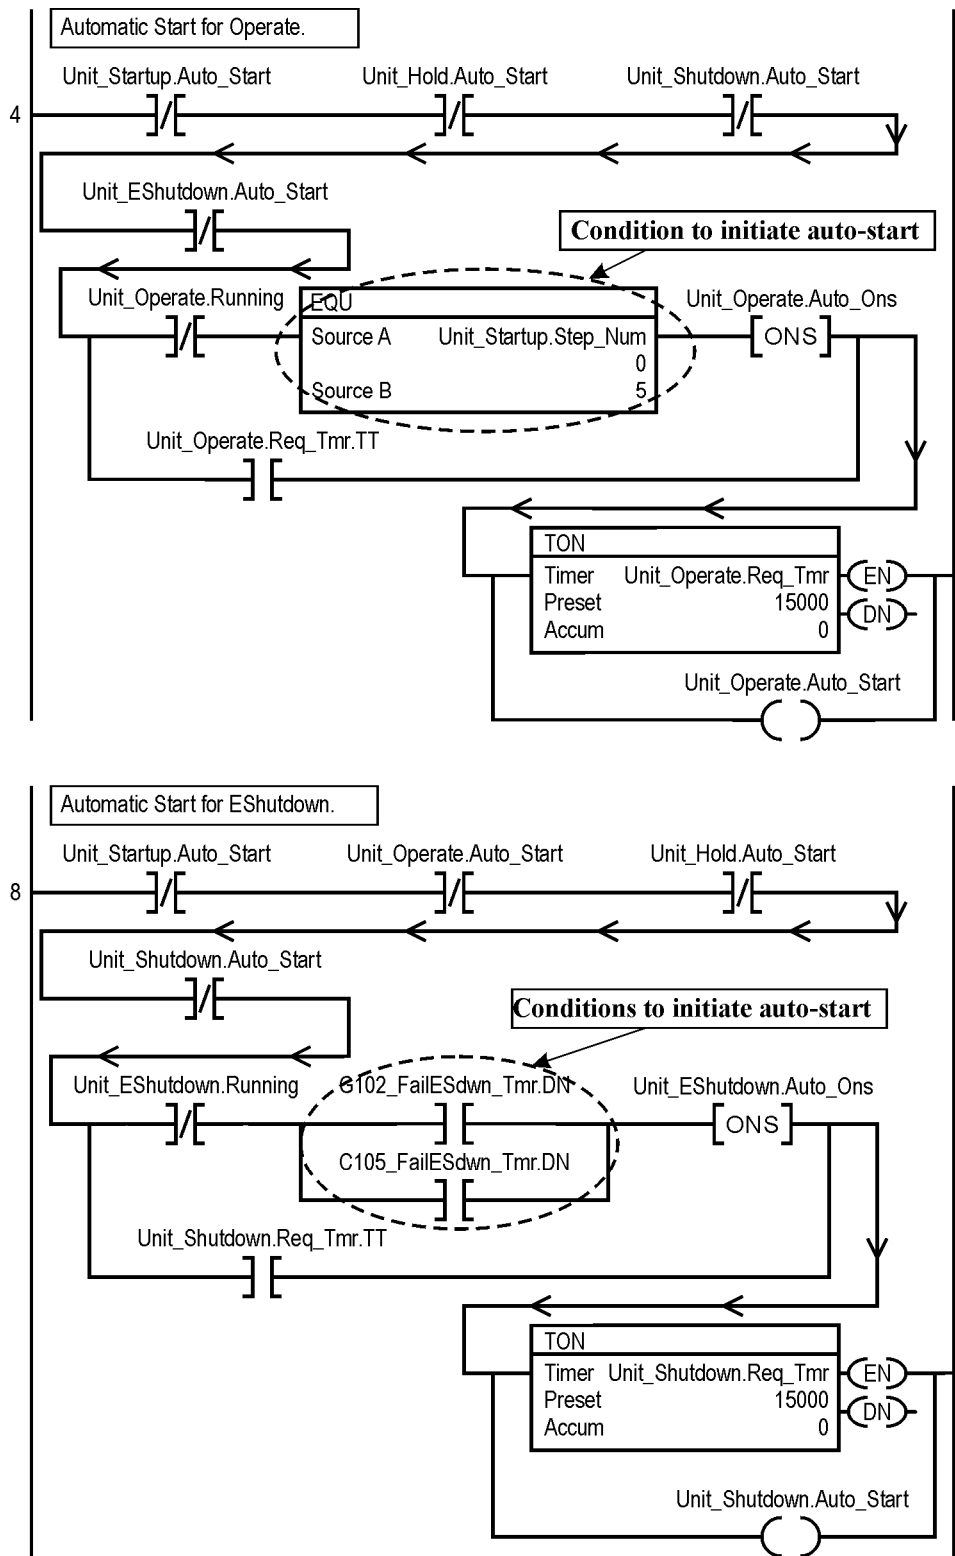 Automatic Start for Operate.
Unit_Startup.Auto_Start Unit_Hold.Auto_Start Unit_Shutdown.Auto_Start
4
Unit_EShutdown.Auto_Start
Condition to initiate auto-start
Unit_Operate.Running EQU Unit_Operate.Auto_Ons
Source A Unit_Startup.Step_Num ONS
0
Source B 5
Unit_Operate.Req_Tmr.TT
TON
Timer Unit_Operate.Req_Tmr EN
Preset 15000 DN
Accum 0
Unit_Operate.Auto_Start
Automatic Start for EShutdown.
Unit_Startup.Auto_Start Unit_Operate.Auto_Start Unit_Hold.Auto_Start
8
Unit_Shutdown.Auto_Start
Conditions to initiate auto-start
Unit_EShutdown.Running C102_FailESdwn_Tmr.DN Unit_EShutdown.Auto_Ons
ONS
C105_FailESdwn_Tmr.DN
Unit_Shutdown.Req_Tmr.TT
TON
Timer Unit_Shutdown.Req_Tmr EN
Preset 15000 DN
Accum 0
Unit_Shutdown.Auto_Start